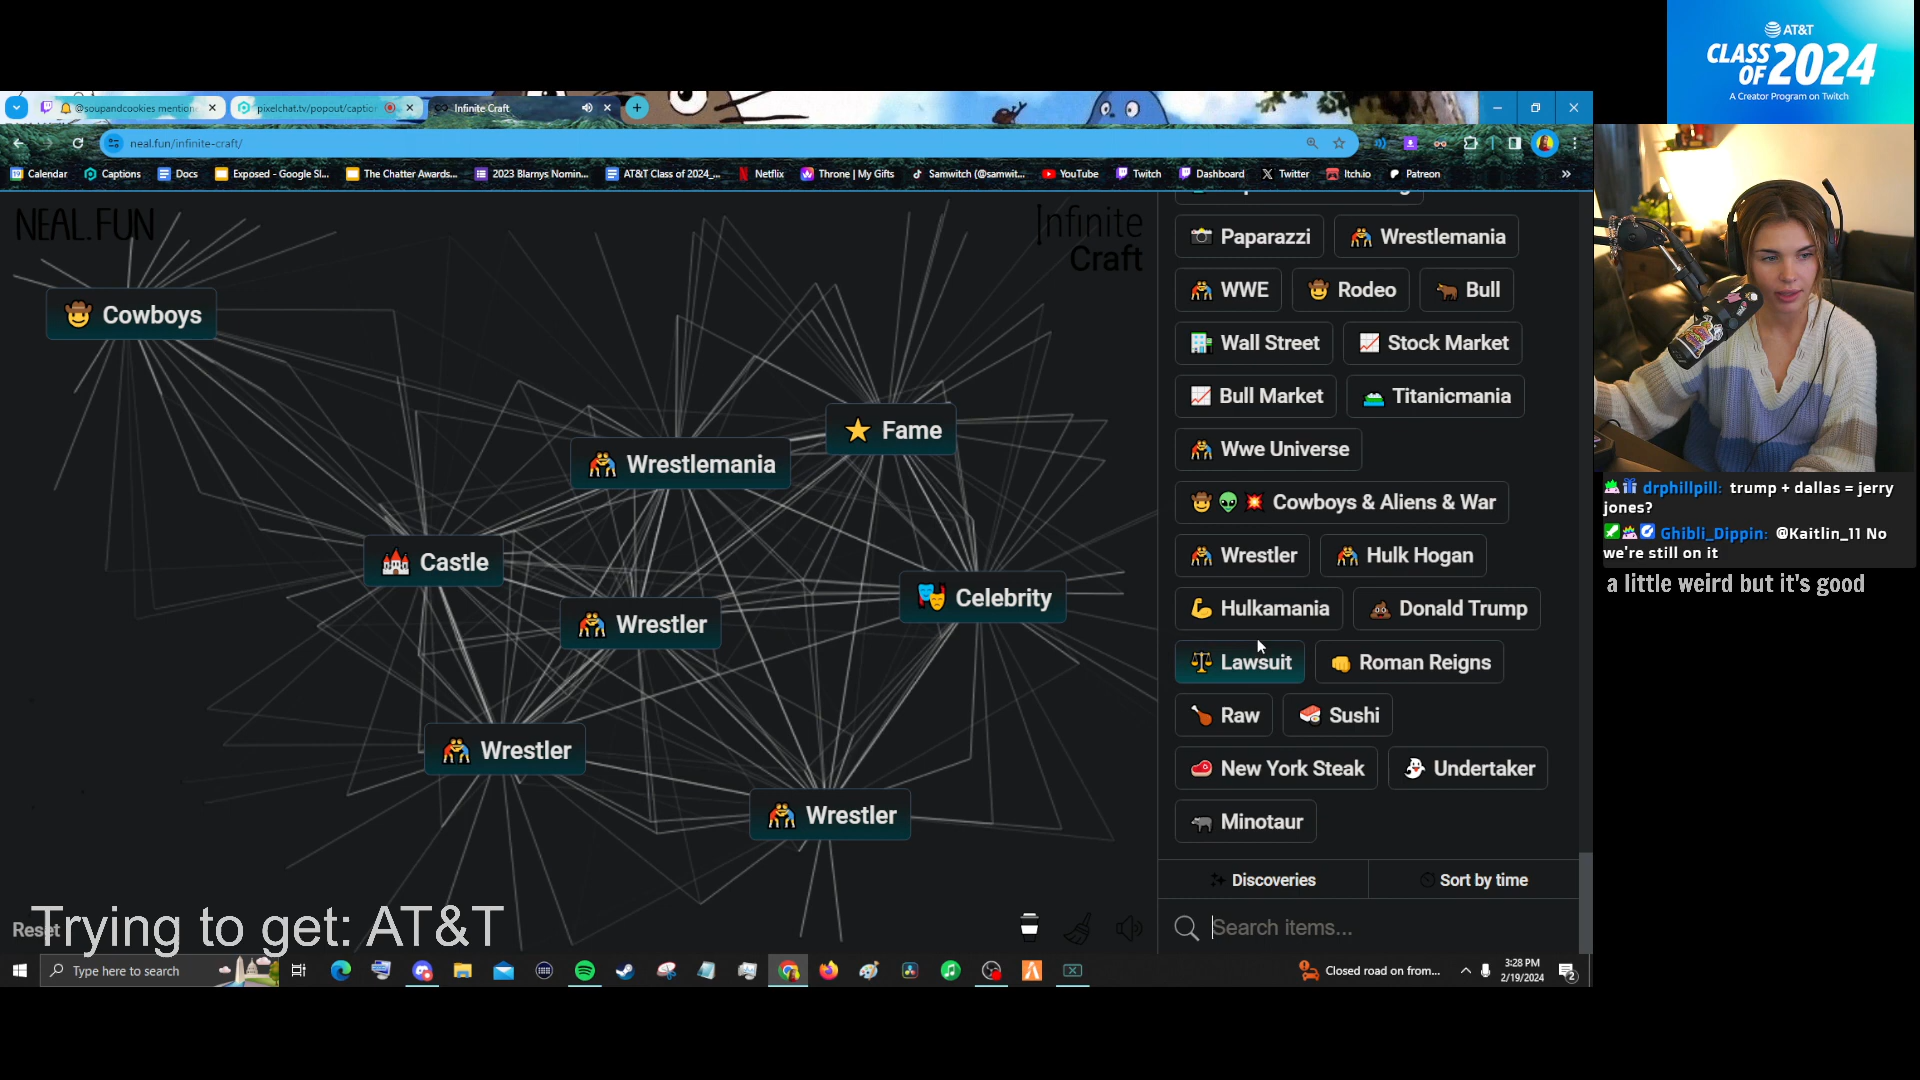 AT&T
CLASS
OF 2024
A Creator Program on Twitch
@soupandcookies mention
pixelchat.tv/popout/captio
Infinite Craft
neal.fun/infinite-craft/
Calendar
Captions
Docs
Exposed - Google Sl...
The Chatter Awards...
2023 Blarnys Nomin...
AT&T Class of 2024_...
Netflix
Throne | My Gifts
Samwitch (@samwit...
YouTube
Twitch
Dashboard
Twitter
Itch.io
Patreon
»
NEAL.FUN
Infinite
Craft
Cowboys
Fame
Wrestlemania
Castle
Celebrity
Wrestler
Wrestler
Wrestler
Paparazzi
Wrestlemania
WWE
Rodeo
Bull
Wall Street
Stock Market
Bull Market
Titanicmania
Wwe Universe
Cowboys & Aliens & War
Wrestler
Hulk Hogan
Hulkamania
Donald Trump
Lawsuit
Roman Reigns
Raw
Sushi
New York Steak
Undertaker
Minotaur
Discoveries
Sort by time
Search items...
Reset
Trying to get: AT&T
drphillpill: trump + dallas = jerry
jones?
Ghibli_Dippin: @Kaitlin_11 No
we're still on it
a little weird but it's good
Type here to search
Closed road on from...
3:28 PM
2/19/2024
2